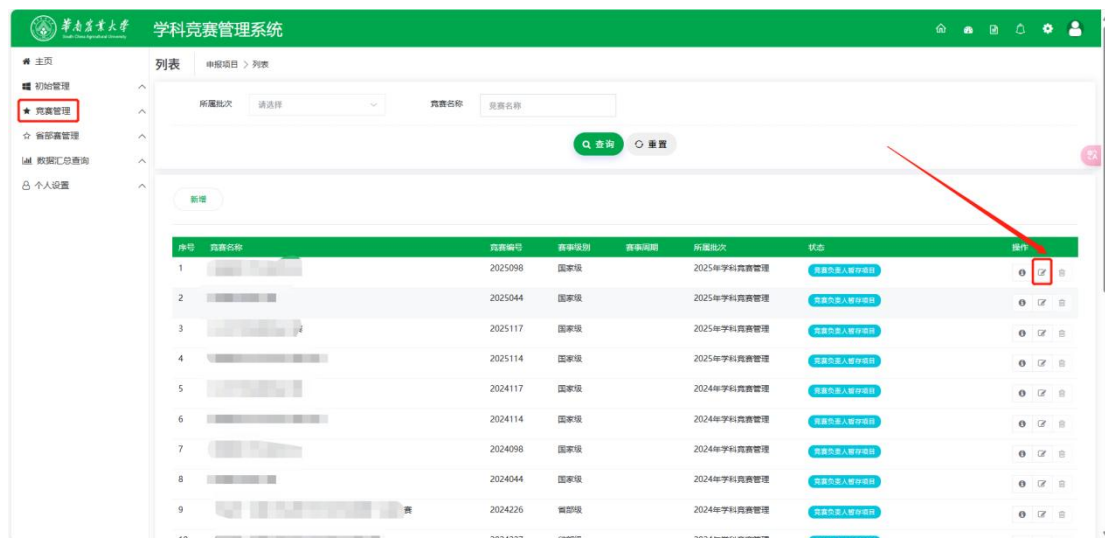 华南农业大学 学科竞赛管理系统
South China Agricultural University
主页
初始管理
竞赛管理
省部赛管理
数据汇总查询
个人设置
列表 申报项目 > 列表
所属批次 请选择 竞赛名称 竞赛名称
查询 重置
新增
序号 竞赛名称 竞赛编号 赛事级别 赛事周期 所属批次 状态 操作
1 2025098 国家级 2025年学科竞赛管理 竞赛负责人暂存项目
2 2025044 国家级 2025年学科竞赛管理 竞赛负责人暂存项目
3 2025117 国家级 2025年学科竞赛管理 竞赛负责人暂存项目
4 2025114 国家级 2025年学科竞赛管理 竞赛负责人暂存项目
5 2024117 国家级 2024年学科竞赛管理 竞赛负责人暂存项目
6 2024114 国家级 2024年学科竞赛管理 竞赛负责人暂存项目
7 2024098 国家级 2024年学科竞赛管理 竞赛负责人暂存项目
8 2024044 国家级 2024年学科竞赛管理 竞赛负责人暂存项目
9 赛 2024226 省部级 2024年学科竞赛管理 竞赛负责人暂存项目